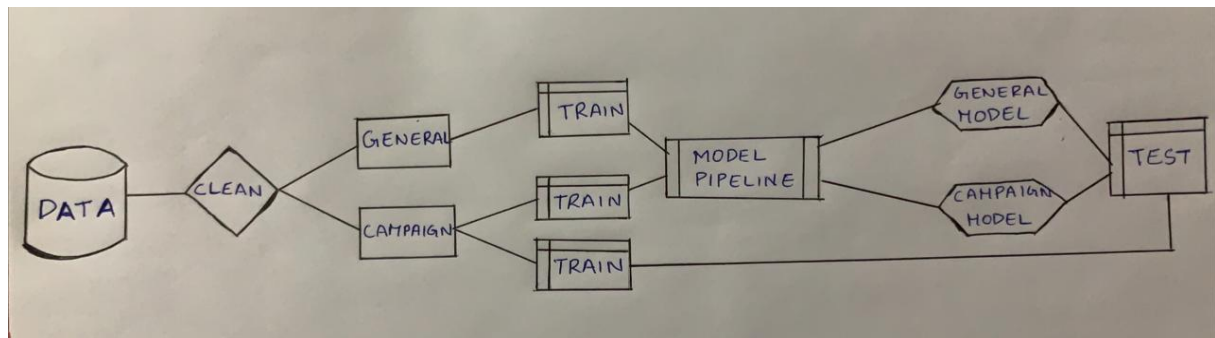 DATA
CLEAN
GENERAL
CAMPAIGN
TRAIN
TRAIN
TRAIN
MODEL
PIPELINE
GENERAL
MODEL
CAMPAIGN
MODEL
TEST